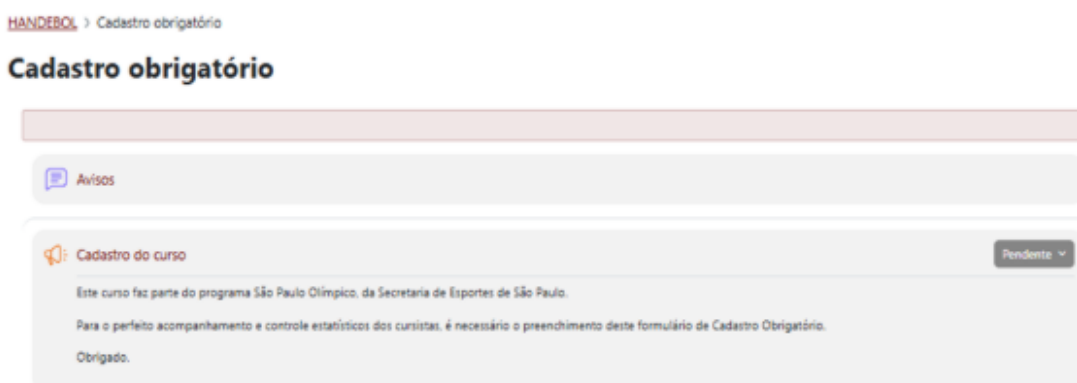 HANDEBOL > Cadastro obrigatório
Cadastro obrigatório
Avisos
Cadastro do curso
Pendente
Este curso faz parte do programa São Paulo Olímpico, da Secretaria de Esportes de São Paulo.
Para o perfeito acompanhamento e controle estatísticos dos cursistas, é necessário o preenchimento deste formulário de Cadastro Obrigatório.
Obrigado.